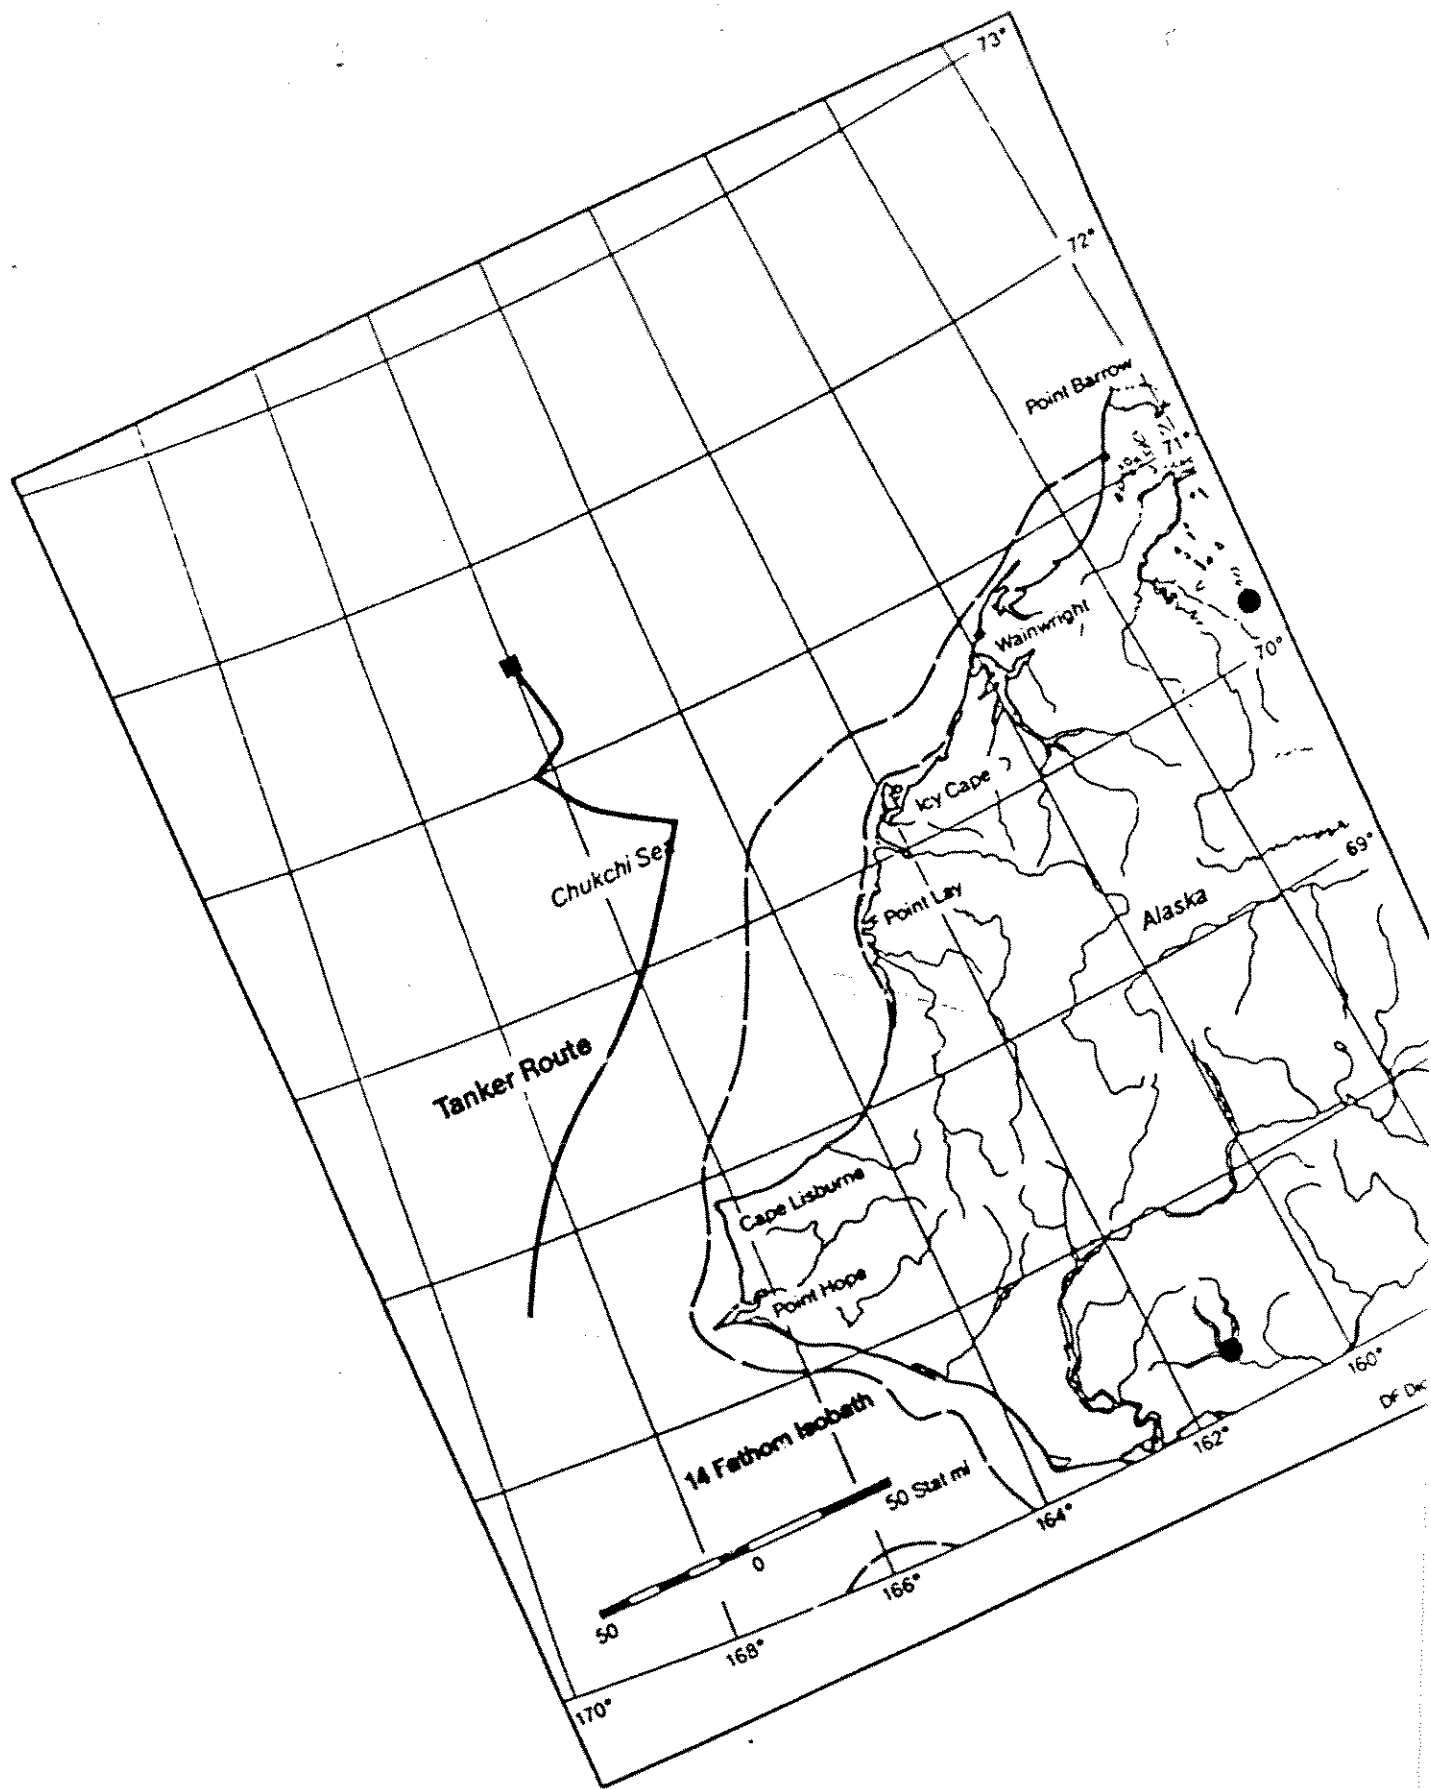 73°
72°
Point Barrow
71°
Wainwright
70°
Icy Cape
69°
Chukchi Sea
Point Lay
Alaska
Tanker Route
Cape Lisburne
Point Hope
160°
14 Fathom Isobath
162°
50 Stat mi
164°
0
166°
50
168°
170°